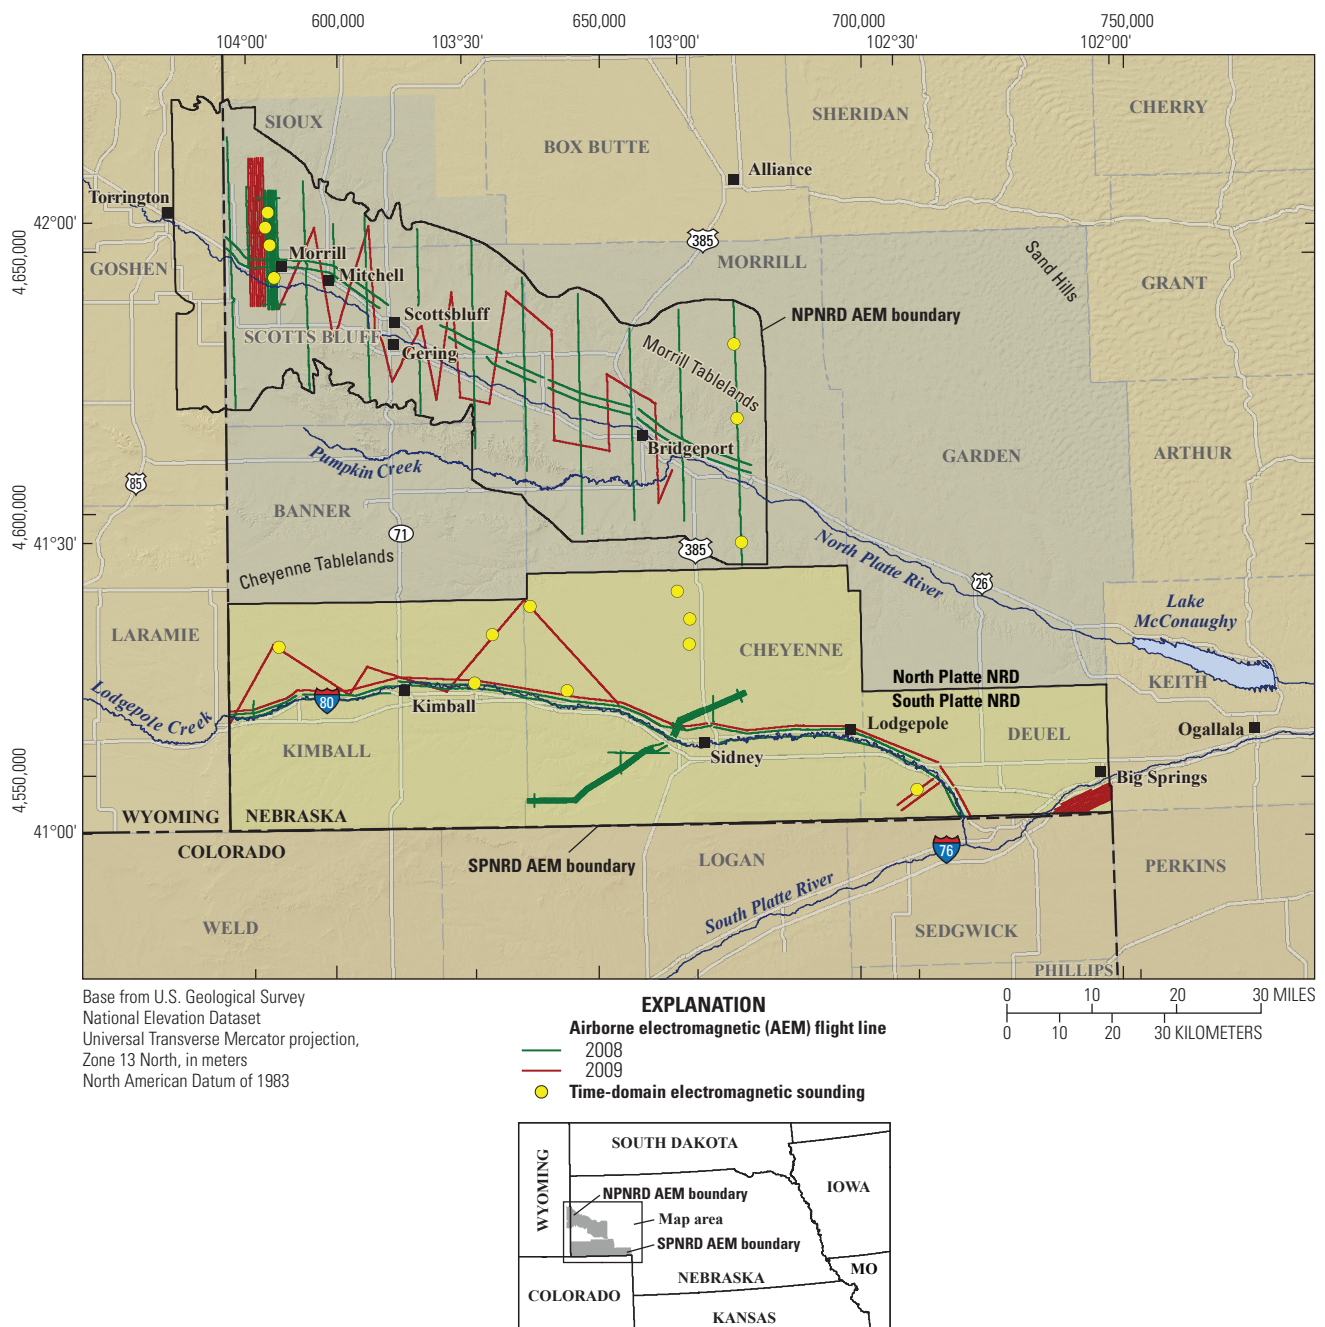 600,000 650,000 700,000 750,000
104°00' 103°30' 103°00' 102°30' 102°00'
42°00'
4,650,000
4,600,000
41°30'
4,550,000
41°00'
SIOUX
BOX BUTTE
SHERIDAN
CHERRY
Alliance
Torrington
385
Morrill
MORRILL
Sand Hills
GOSHEN
Mitchell
GRANT
Scottsbluff
NPNRD AEM boundary
SCOTTS BLUFF
Gering
Morrill Tablelands
Bridgeport
Pumpkin Creek
GARDEN
ARTHUR
85
BANNER
71
385
North Platte River
26
Cheyenne Tablelands
Lake
McConaughy
LARAMIE
CHEYENNE
North Platte NRD
South Platte NRD
KEITH
Lodgepole Creek
80
Kimball
Lodgepole
Ogallala
KIMBALL
Sidney
DEUEL
Big Springs
WYOMING
NEBRASKA
COLORADO
SPNRD AEM boundary
LOGAN
76
PERKINS
South Platte River
WELD
SEDGWICK
PHILLIPS
Base from U.S. Geological Survey
National Elevation Dataset
Universal Transverse Mercator projection,
Zone 13 North, in meters
North American Datum of 1983
EXPLANATION
Airborne electromagnetic (AEM) flight line
2008
2009
Time-domain electromagnetic sounding
0 10 20 30 MILES
0 10 20 30 KILOMETERS
SOUTH DAKOTA
WYOMING
IOWA
NPNRD AEM boundary
Map area
SPNRD AEM boundary
NEBRASKA
MO
COLORADO
KANSAS